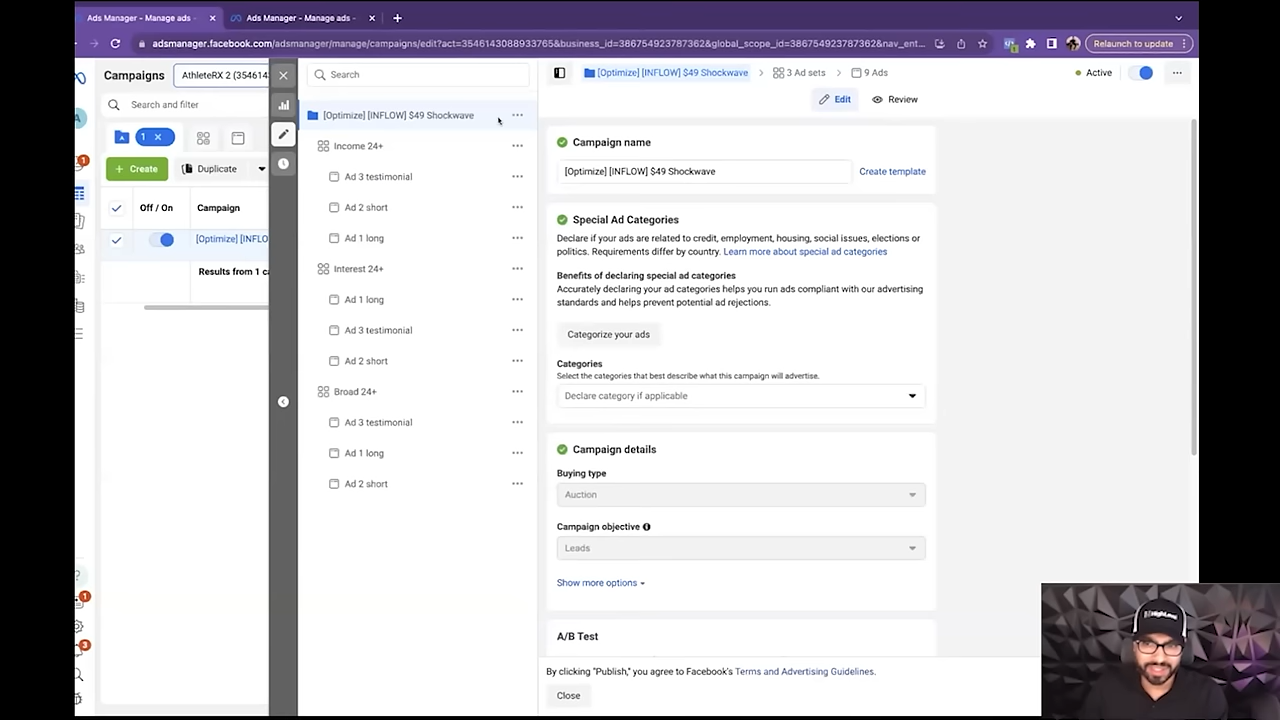 Ads Manager - Manage ads -
Ads Manager - Manage ads -
adsmanager.facebook.com/adsmanager/manage/campaigns/edit?act=3546143088933765&business_id=386754923787362&global_scope_id=386754923787362&nav_ent...
Relaunch to update
Campaigns
AthleteRX 2 (354614
Search and filter
1
Create
Duplicate
Off / On
Campaign
[Optimize] [INFLO
Results from 1 ca
Search
[Optimize] [INFLOW] $49 Shockwave
Income 24+
Ad 3 testimonial
Ad 2 short
Ad 1 long
Interest 24+
Ad 1 long
Ad 3 testimonial
Ad 2 short
Broad 24+
Ad 3 testimonial
Ad 1 long
Ad 2 short
[Optimize] [INFLOW] $49 Shockwave
3 Ad sets
9 Ads
Active
Edit
Review
Campaign name
[Optimize] [INFLOW] $49 Shockwave
Create template
Special Ad Categories
Declare if your ads are related to credit, employment, housing, social issues, elections or
politics. Requirements differ by country. Learn more about special ad categories
Benefits of declaring special ad categories
Accurately declaring your ad categories helps you run ads compliant with our advertising
standards and helps prevent potential ad rejections.
Categorize your ads
Categories
Select the categories that best describe what this campaign will advertise.
Declare category if applicable
Campaign details
Buying type
Auction
Campaign objective
Leads
Show more options
A/B Test
By clicking "Publish," you agree to Facebook's Terms and Advertising Guidelines.
Close
A
1
1
3
HighLevel